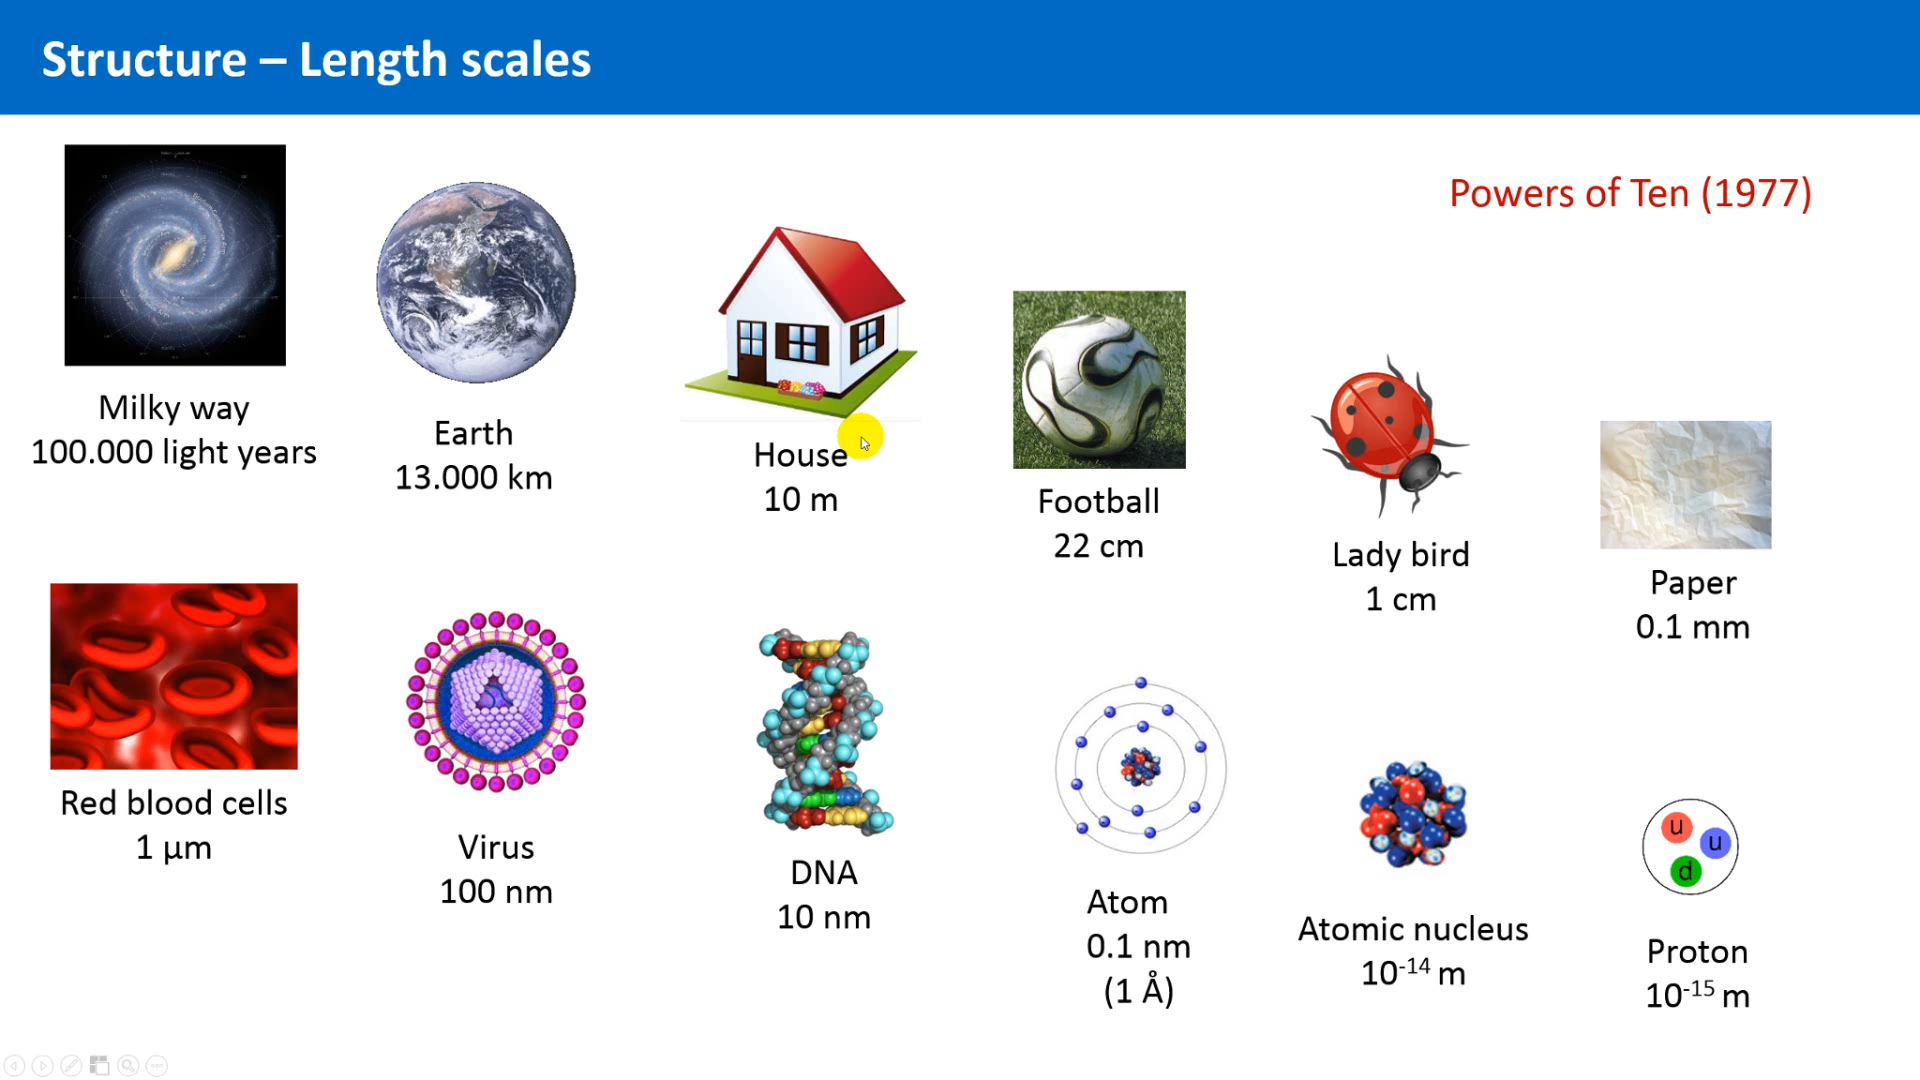 Structure – Length scales
Powers of Ten (1977)
Milky way
100.000 light years
Earth
13.000 km
House
10 m
Football
22 cm
Lady bird
1 cm
Paper
0.1 mm
Red blood cells
1 µm
Virus
100 nm
DNA
10 nm
Atom
0.1 nm
(1 Å)
Atomic nucleus
10⁻¹⁴ m
u
u
d
Proton
10⁻¹⁵ m